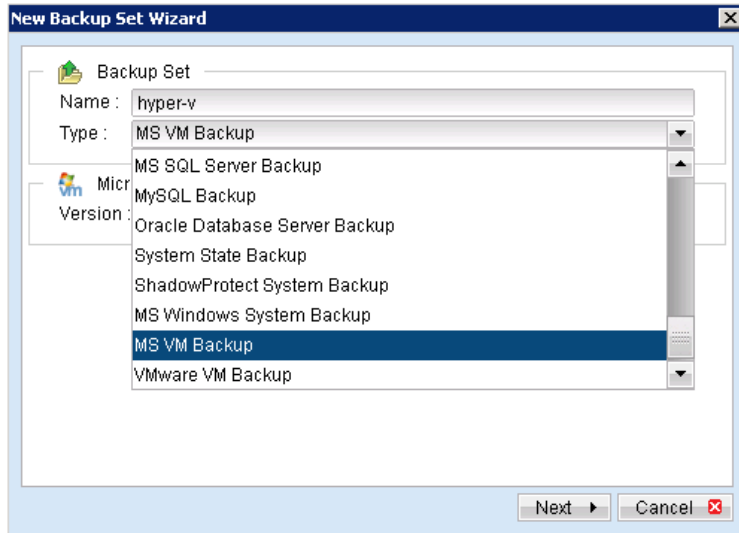 New Backup Set Wizard
Backup Set
Name : hyper-v
Type : MS VM Backup
MS SQL Server Backup
MySQL Backup
Oracle Database Server Backup
System State Backup
ShadowProtect System Backup
MS Windows System Backup
MS VM Backup
VMware VM Backup
vm Micr
Version :
Next Cancel